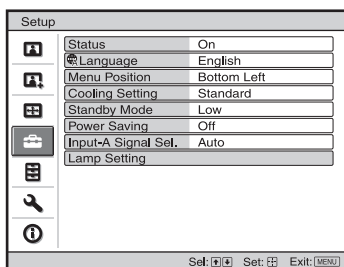 Setup
Status On
Language English
Menu Position Bottom Left
Cooling Setting Standard
Standby Mode Low
Power Saving Off
Input-A Signal Sel. Auto
Lamp Setting
Sel: Set: Exit: MENU